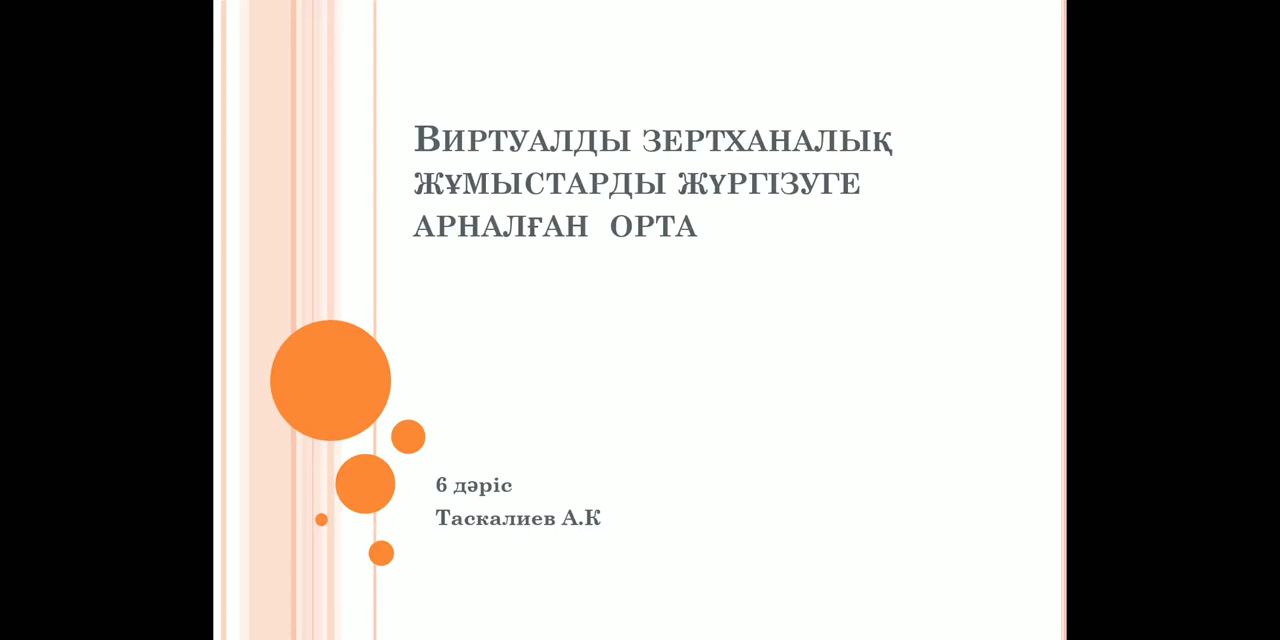 Виртуалды зертханалық
жұмыстарды жүргізуге
арналған орта
6 дәріс
Таскалиев А.К